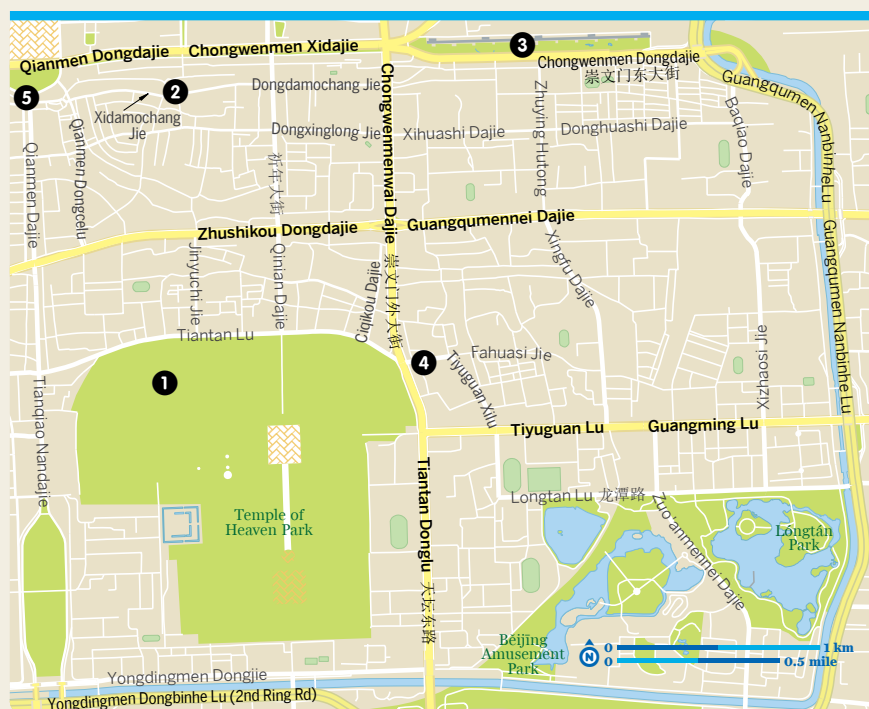 Qianmen Dongdajie
Chongwenmen Xidajie
3
Chongwenmen Dongdajie
崇文门东大街
5
2
Xidamochang
Jie
Dongdamochang Jie
Dongxinglong Jie
Xihuashi Dajie
Zhuying Hutong
Donghuashi Dajie
Baqiao Dajie
Guangqumen NanbinheLu
Qianmen Dajie
Qianmen Dongcelu
祈年大街
Qinian Dajie
Chongwenmenwai Dajie 崇文门外大街
Zhushikou Dongdajie
Guangqumennei Dajie
Jinyuchi Jie
Ciqikou Dajie
Xingfu Dajie
Guangqumen Nanbinhe Lu
Tiantan Lu
1
4
Fahuasi Jie
Tiyuguan Xilu
Xizhaosi Jie
Tianqiao Nandajie
Tiyuguan Lu
Guangming Lu
Tiantan Donglu 天坛东路
Longtan Lu 龙潭路
Zuo'anmennei Dajie
Temple of
Heaven Park
Lóngtán
Park
Běijīng
Amusement
Park
N
0
1 km
0
0.5 mile
Yongdingmen Dongjie
Yongdingmen Dongbinhe Lu (2nd Ring Rd)